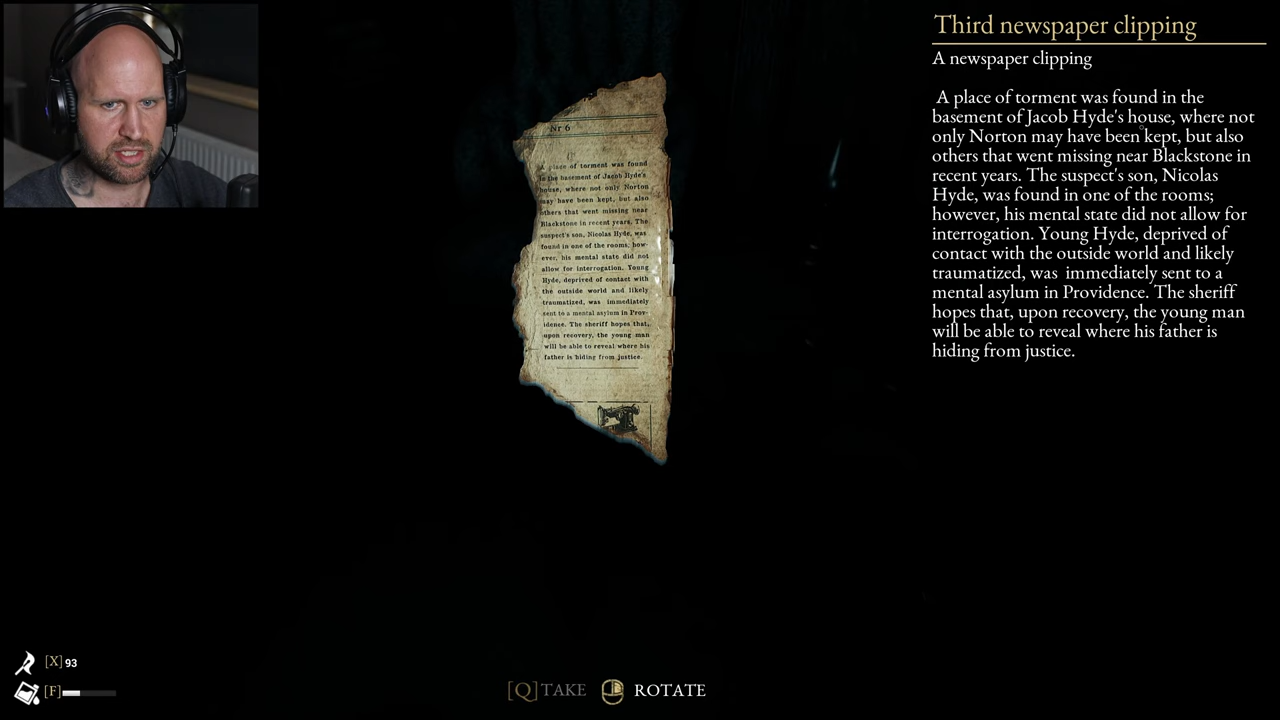 Third newspaper clipping
A newspaper clipping
A place of torment was found in the
basement of Jacob Hyde's house, where not
only Norton may have been kept, but also
others that went missing near Blackstone in
recent years. The suspect's son, Nicolas
Hyde, was found in one of the rooms;
however, his mental state did not allow for
interrogation. Young Hyde, deprived of
contact with the outside world and likely
traumatized, was immediately sent to a
mental asylum in Providence. The sheriff
hopes that, upon recovery, the young man
will be able to reveal where his father is
hiding from justice.
Nr 6
A place of torment was found
in the basement of Jacob Hyde's
house, where not only Norton
may have been kept, but also
others that went missing near
Blackstone in recent years. The
suspect's son, Nicolas Hyde, was
found in one of the rooms; how-
ever, his mental state did not
allow for interrogation. Young
Hyde, deprived of contact with
the outside world and likely
traumatized, was immediately
sent to a mental asylum in Prov-
idence. The sheriff hopes that,
upon recovery, the young man
will be able to reveal where his
father is hiding from justice.
[X] 93
[F]
[Q] TAKE ROTATE